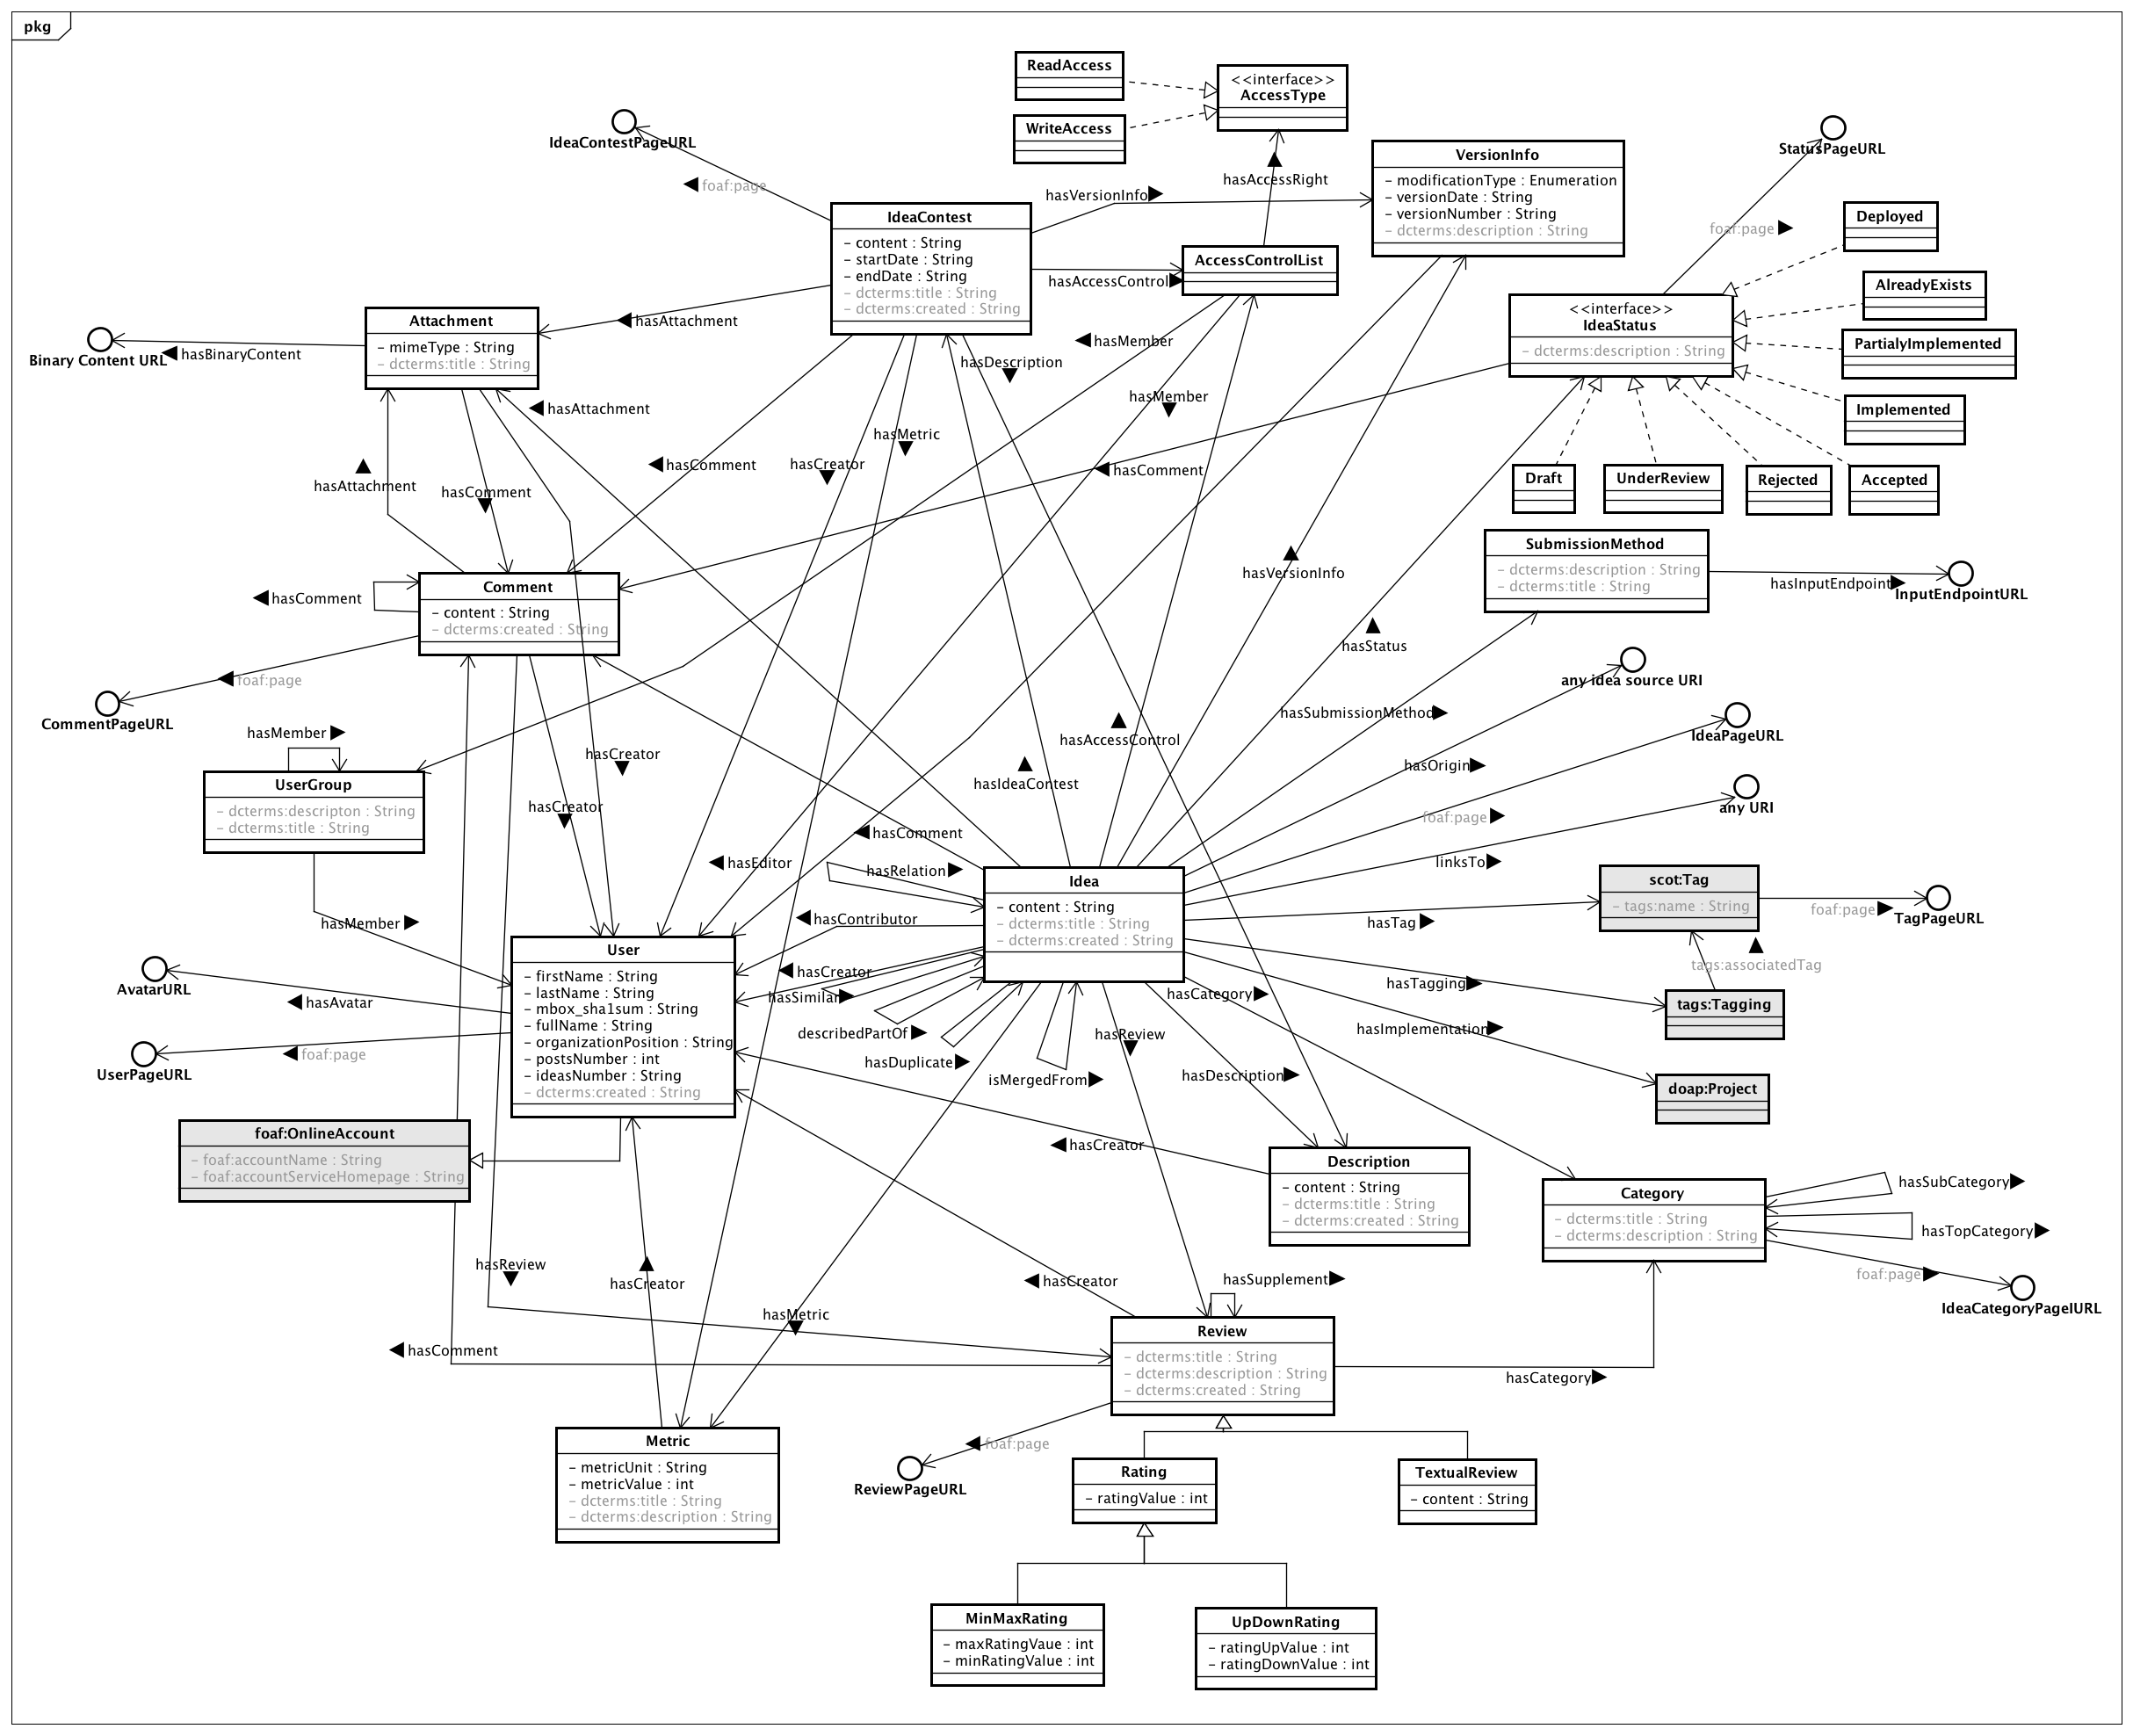 pkg
ReadAccess
<<interface>>
AccessType
WriteAccess
IdeaContestPageURL
foaf:page
hasAccessRight
VersionInfo
- modificationType : Enumeration
- versionDate : String
- versionNumber : String
- dcterms:description : String
StatusPageURL
foaf:page
hasVersionInfo
IdeaContest
- content : String
- startDate : String
- endDate : String
- dcterms:title : String
- dcterms:created : String
AccessControlList
hasAccessControl
Deployed
AlreadyExists
<<interface>>
IdeaStatus
- dcterms:description : String
PartialyImplemented
Implemented
Draft
UnderReview
Rejected
Accepted
Attachment
- mimeType : String
- dcterms:title : String
hasAttachment
Binary Content URL
hasBinaryContent
hasDescription
hasMember
hasMember
hasAttachment
hasMetric
hasCreator
hasComment
hasComment
hasAttachment
hasComment
SubmissionMethod
- dcterms:description : String
- dcterms:title : String
hasInputEndpoint
InputEndpointURL
hasVersionInfo
Comment
- content : String
- dcterms:created : String
hasComment
foaf:page
CommentPageURL
hasStatus
any idea source URI
hasSubmissionMethod
IdeaPageURL
hasAccessControl
hasMember
hasCreator
hasOrigin
hasIdeaContest
UserGroup
- dcterms:descripton : String
- dcterms:title : String
hasCreator
any URI
foaf:page
hasComment
hasEditor
hasRelation
linksTo
Idea
- content : String
- dcterms:title : String
- dcterms:created : String
scot:Tag
- tags:name : String
foaf:page
TagPageURL
hasTag
hasContributor
hasMember
tags:associatedTag
User
- firstName : String
- lastName : String
- mbox_sha1sum : String
- fullName : String
- organizationPosition : String
- postsNumber : int
- ideasNumber : String
- dcterms:created : String
hasCreator
hasSimilar
AvatarURL
hasAvatar
hasCategory
hasTagging
tags:Tagging
describedPartOf
hasReview
hasImplementation
UserPageURL
foaf:page
hasDuplicate
isMergedFrom
hasDescription
doap:Project
foaf:OnlineAccount
- foaf:accountName : String
- foaf:accountServiceHomepage : String
hasCreator
Description
- content : String
- dcterms:title : String
- dcterms:created : String
Category
- dcterms:title : String
- dcterms:description : String
hasSubCategory
hasTopCategory
foaf:page
IdeaCategoryPageIURL
hasReview
hasCreator
hasCreator
hasSupplement
hasMetric
hasComment
Review
- dcterms:title : String
- dcterms:description : String
- dcterms:created : String
hasCategory
Metric
- metricUnit : String
- metricValue : int
- dcterms:title : String
- dcterms:description : String
foaf:page
ReviewPageURL
Rating
- ratingValue : int
TextualReview
- content : String
MinMaxRating
- maxRatingVaue : int
- minRatingValue : int
UpDownRating
- ratingUpValue : int
- ratingDownValue : int